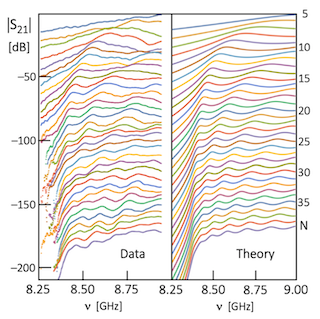 |S21|
[dB]
−50
−100
−150
−200
5
10
15
20
25
30
35
N
Data
Theory
8.25 8.50 8.75 8.25 8.50 8.75 9.00
ν [GHz] ν [GHz]